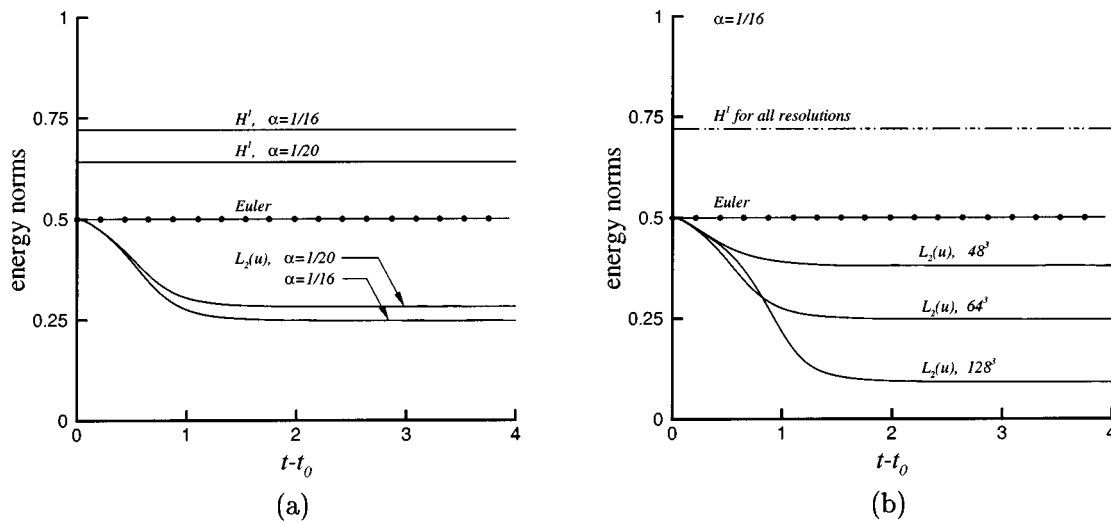 1
0.75
0.5
0.25
0
energy norms
H¹, α=1/16
H¹, α=1/20
Euler
L₂(u), α=1/20
α=1/16
0 1 2 3 4
t-t₀
(a)
1
0.75
0.5
0.25
0
energy norms
α=1/16
H¹ for all resolutions
Euler
L₂(u), 48³
L₂(u), 64³
L₂(u), 128³
0 1 2 3 4
t-t₀
(b)